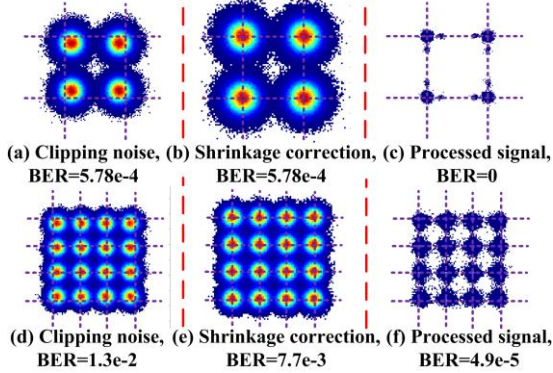 (a) Clipping noise, (b) Shrinkage correction, (c) Processed signal,
BER=5.78e-4 BER=5.78e-4 BER=0
(d) Clipping noise, (e) Shrinkage correction, (f) Processed signal,
BER=1.3e-2 BER=7.7e-3 BER=4.9e-5